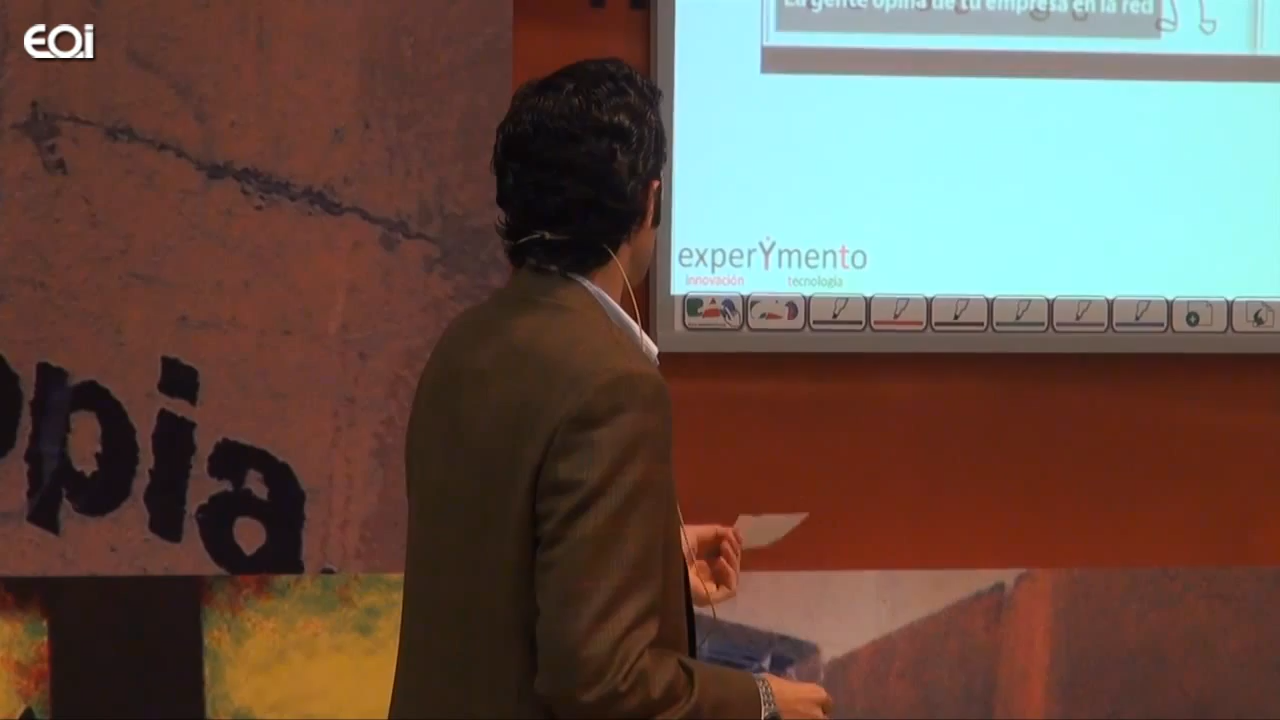 EOI
La gente opina de tu empresa en la red
experYmento
innovación tecnología
pia